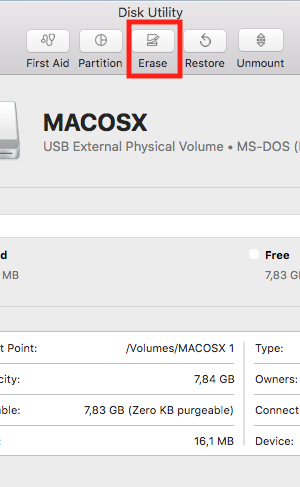 Disk Utility
First Aid Partition Erase Restore Unmount
MACOSX
USB External Physical Volume • MS-DOS (
d Free
MB 7,83 G
t Point: /Volumes/MACOSX 1 Type:
city: 7,84 GB Owners:
ble: 7,83 GB (Zero KB purgeable) Connect
: 16,1 MB Device: